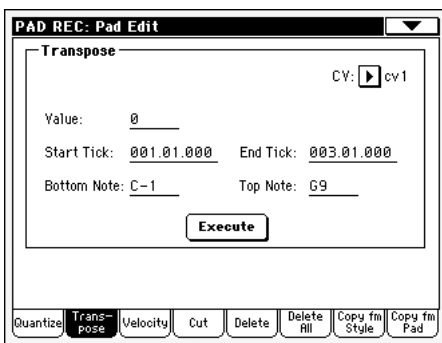 PAD REC: Pad Edit
Transpose
CV: cv1
Value: 0
Start Tick: 001.01.000 End Tick: 003.01.000
Bottom Note: C-1 Top Note: G9
Execute
Quantize Trans-pose Velocity Cut Delete Delete All Copy fm Style Copy fm Pad